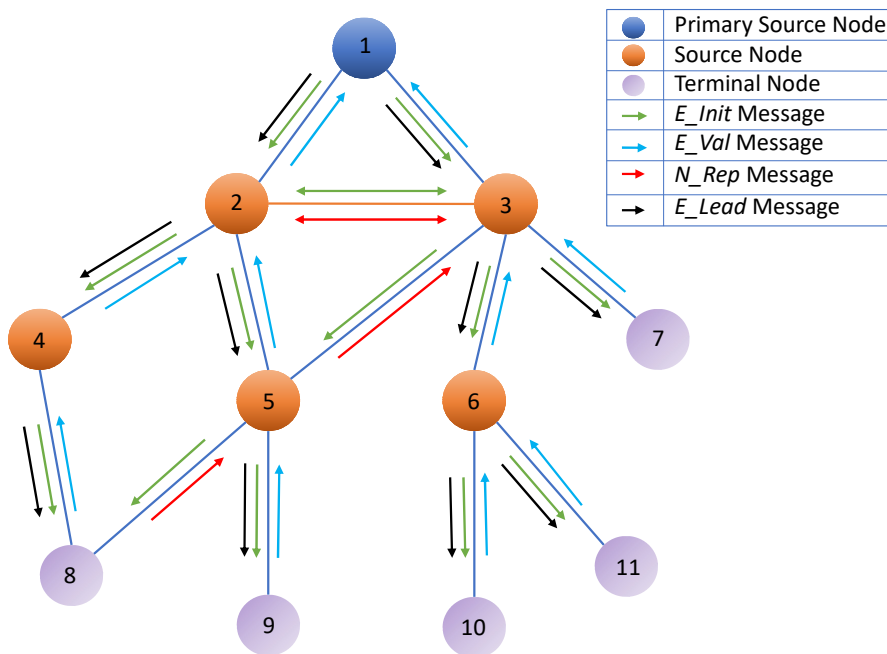 1
Primary Source Node
Source Node
Terminal Node
E_Init Message
E_Val Message
N_Rep Message
E_Lead Message
2
3
4
7
5
6
8
11
9
10